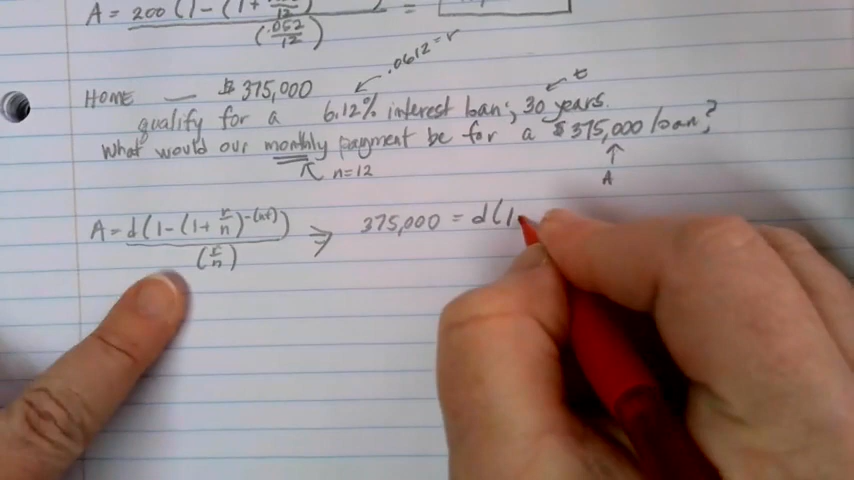 A = 200 (1 - (1 +
12
=
(.052
12)
.0612 = r
HOME — $375,000
t
qualify for a 6.12% interest loan; 30 years.
What would our monthly payment be for a $375,000 loan?
n=12
A
A = d(1-(1+ r/n)^-(nt)) / (r/n) ⇒ 375,000 = d(1-